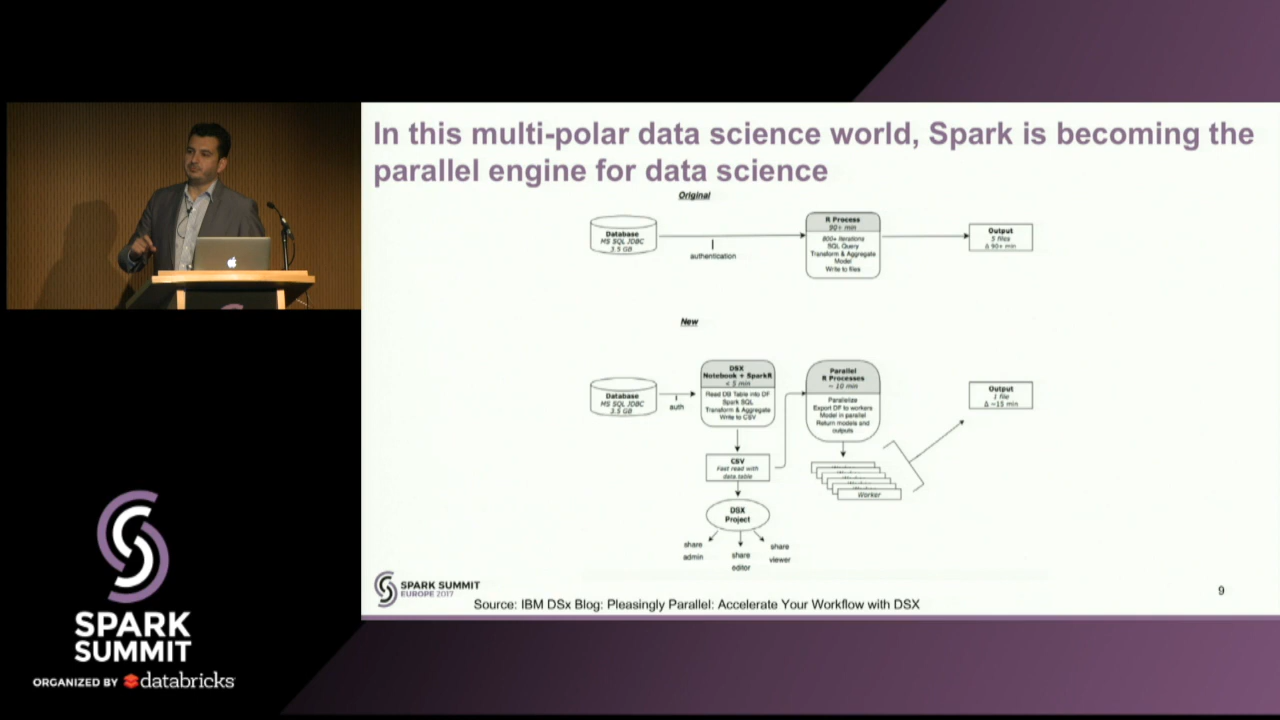 In this multi-polar data science world, Spark is becoming the
parallel engine for data science
Original
Database
MS SQL JDBC
3.5 GB
authentication
R Process
90+ min
800+ iterations
SQL Query
Transform & Aggregate
Model
Write to files
Output
5 files
Δ 90+ min
New
Database
MS SQL JDBC
3.5 GB
auth
DSX
Notebook + SparkR
< 5 min
Read DB Table into DF
Spark SQL
Transform & Aggregate
Write to CSV
CSV
Fast read with
data.table
DSX
Project
share
admin
share
editor
share
viewer
Parallel
R Processes
~ 10 min
Parallelize
Export DF to workers
Model in parallel
Return models and
outputs
Worker
Output
1 file
Δ ~15 min
SPARK SUMMIT
EUROPE 2017
Source: IBM DSx Blog: Pleasingly Parallel: Accelerate Your Workflow with DSX
9
SPARK
SUMMIT
ORGANIZED BY databricks